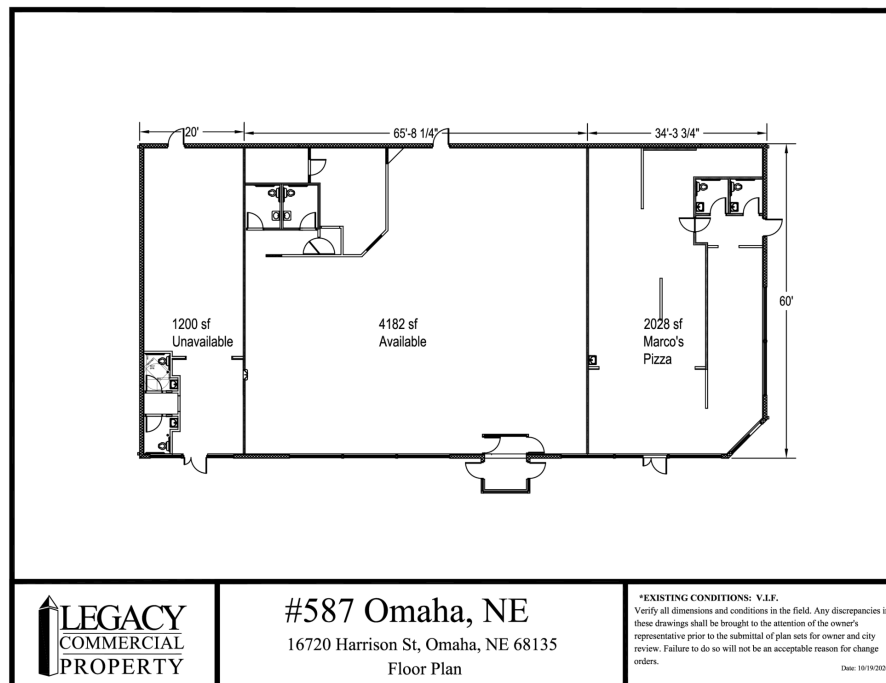 20'
65'-8 1/4"
34'-3 3/4"
60'
1200 sf
Unavailable
4182 sf
Available
2028 sf
Marco's
Pizza
LEGACY
COMMERCIAL
PROPERTY
#587 Omaha, NE
16720 Harrison St, Omaha, NE 68135
Floor Plan
*EXISTING CONDITIONS: V.I.F.
Verify all dimensions and conditions in the field. Any discrepancies i
these drawings shall be brought to the attention of the owner's
representative prior to the submittal of plan sets for owner and city
review. Failure to do so will not be an acceptable reason for change
orders.
Date: 10/19/202